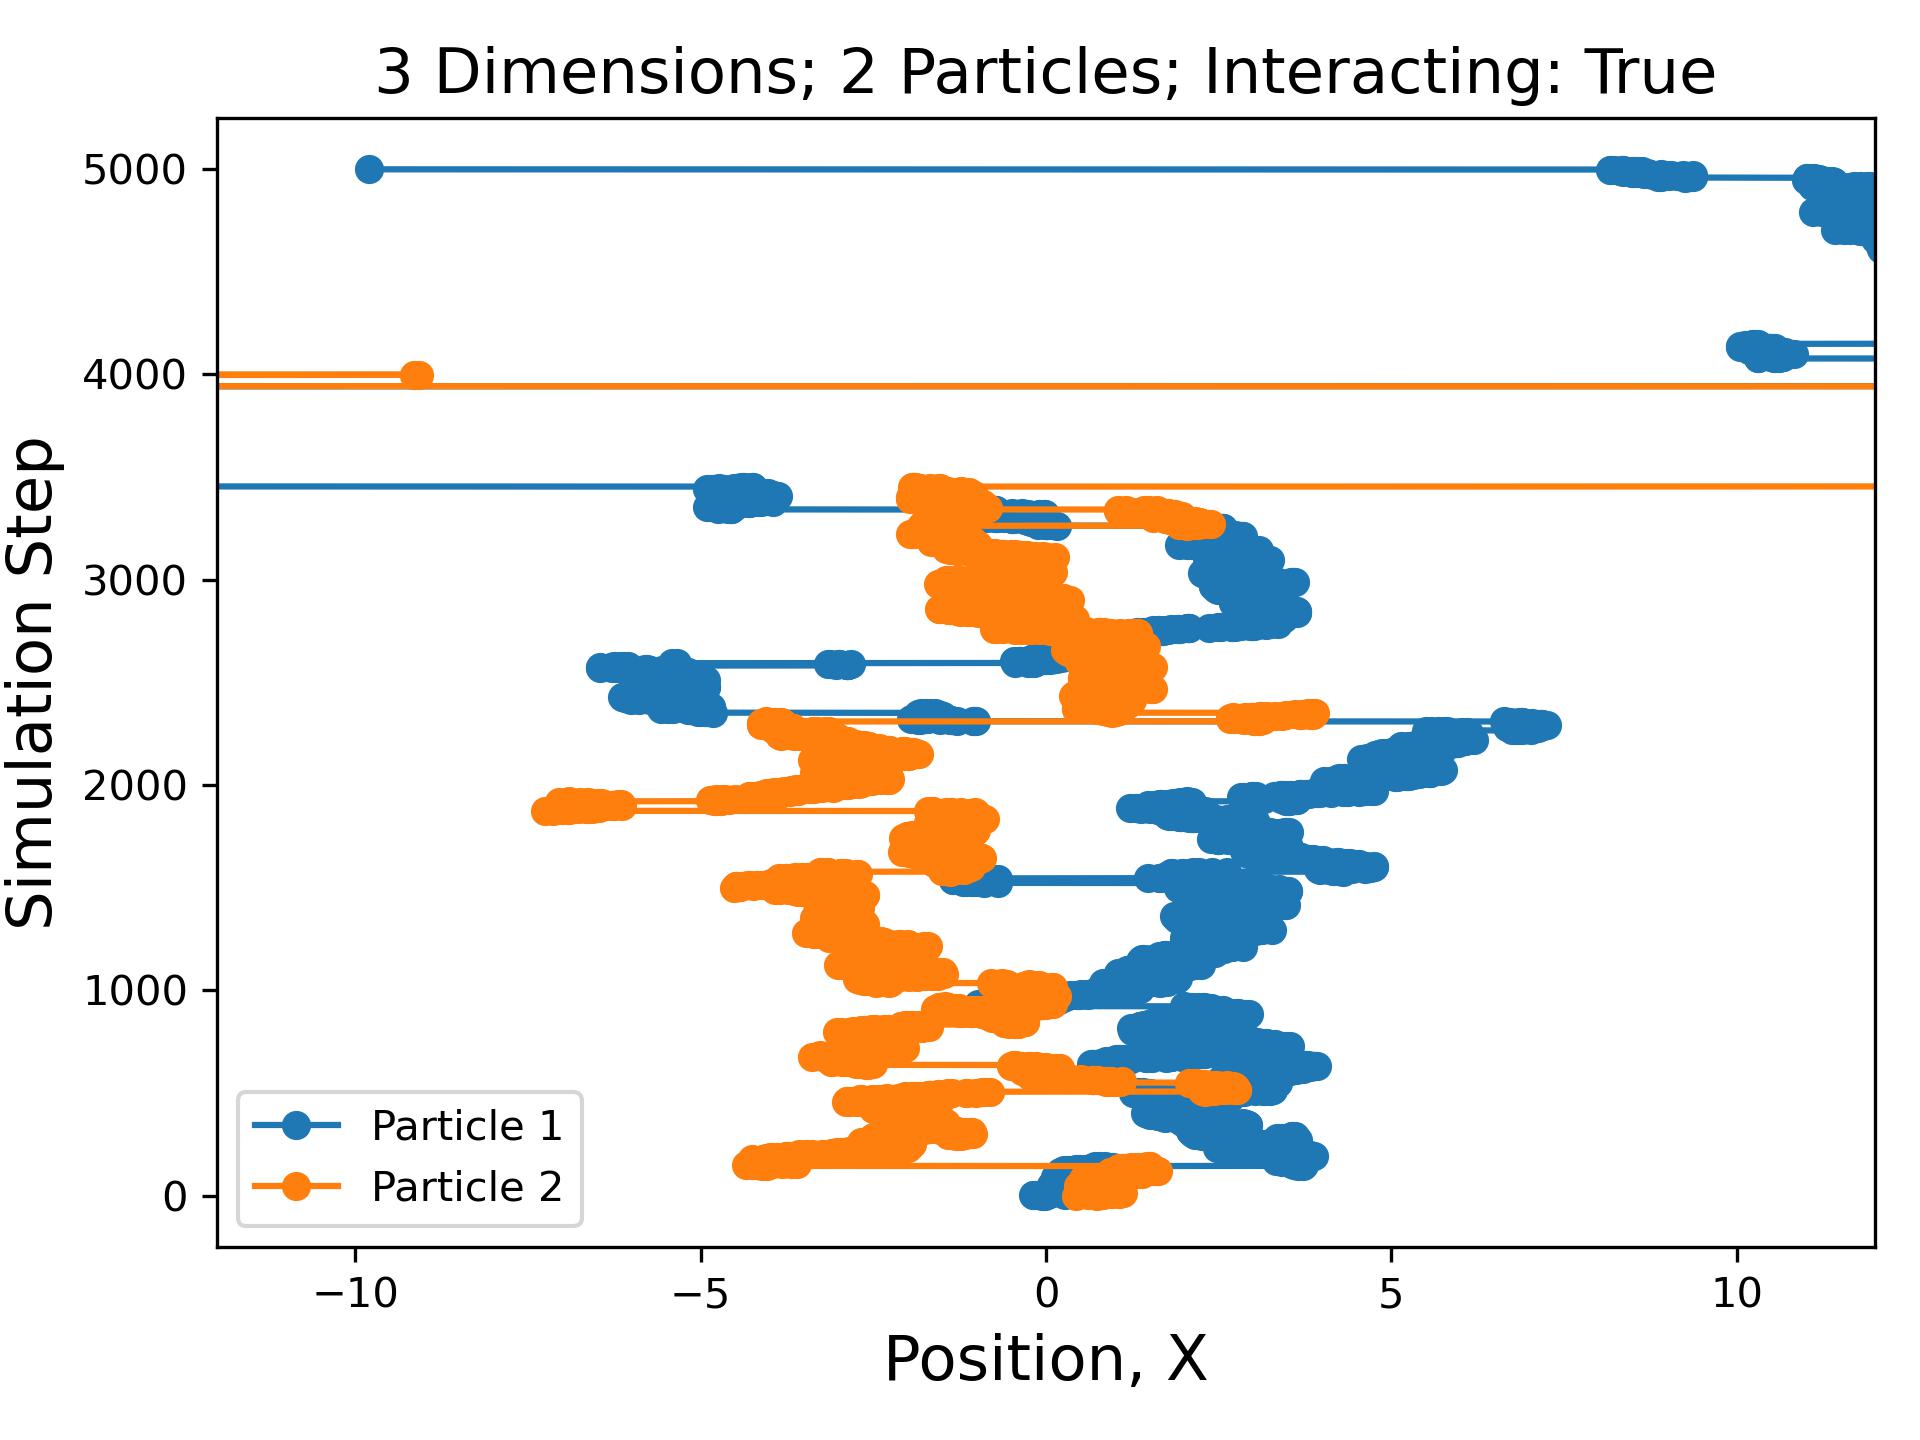 3 Dimensions; 2 Particles; Interacting: True
Simulation Step
5000
4000
3000
2000
1000
0
Particle 1
Particle 2
−10
−5
0
5
10
Position, X